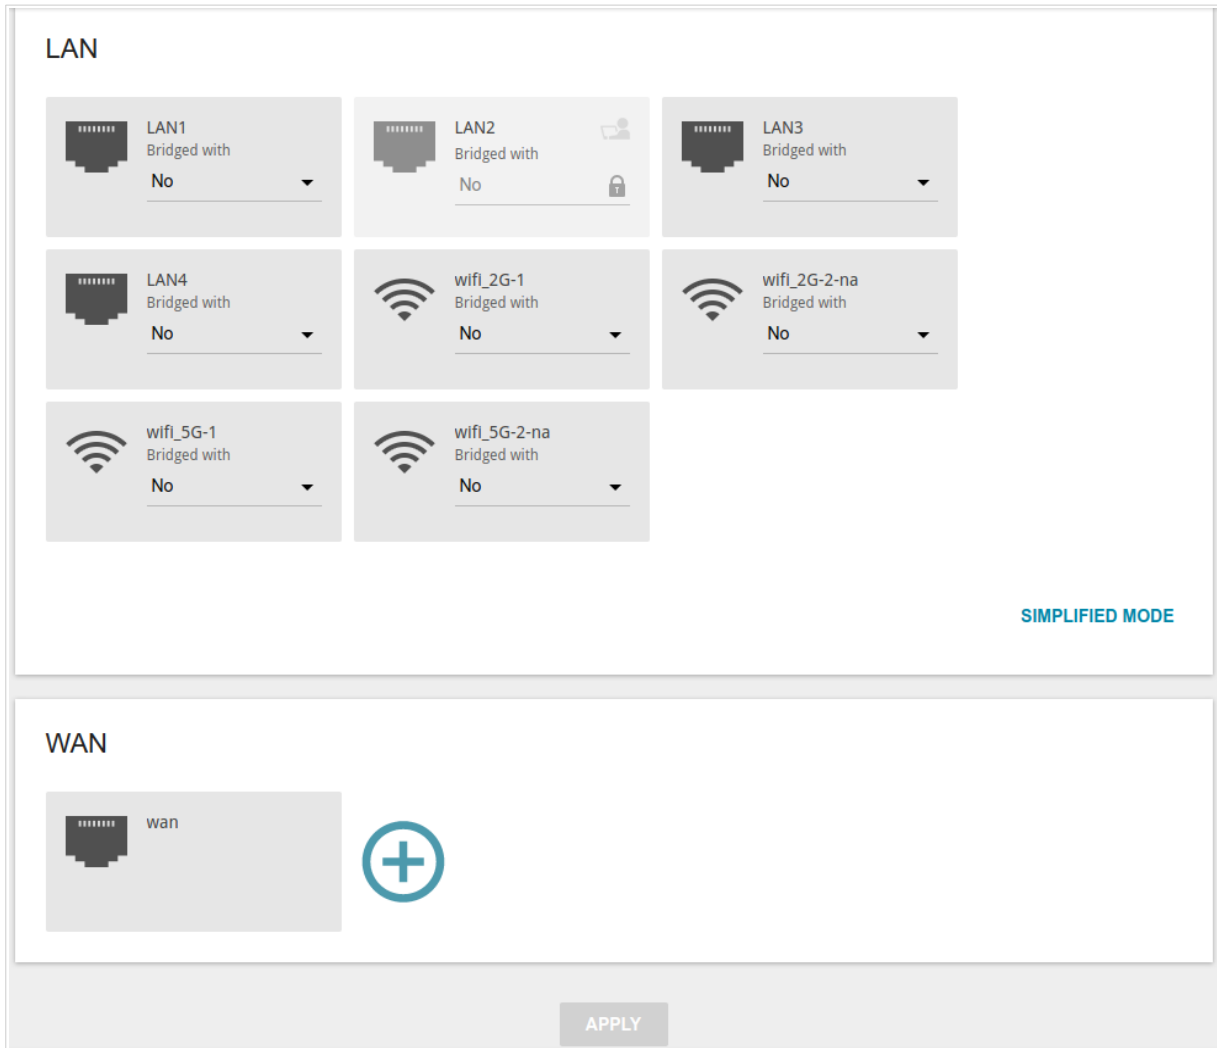 LAN
LAN1
Bridged with
No
LAN2
Bridged with
No
LAN3
Bridged with
No
LAN4
Bridged with
No
wifi_2G-1
Bridged with
No
wifi_2G-2-na
Bridged with
No
wifi_5G-1
Bridged with
No
wifi_5G-2-na
Bridged with
No
SIMPLIFIED MODE
WAN
wan
APPLY